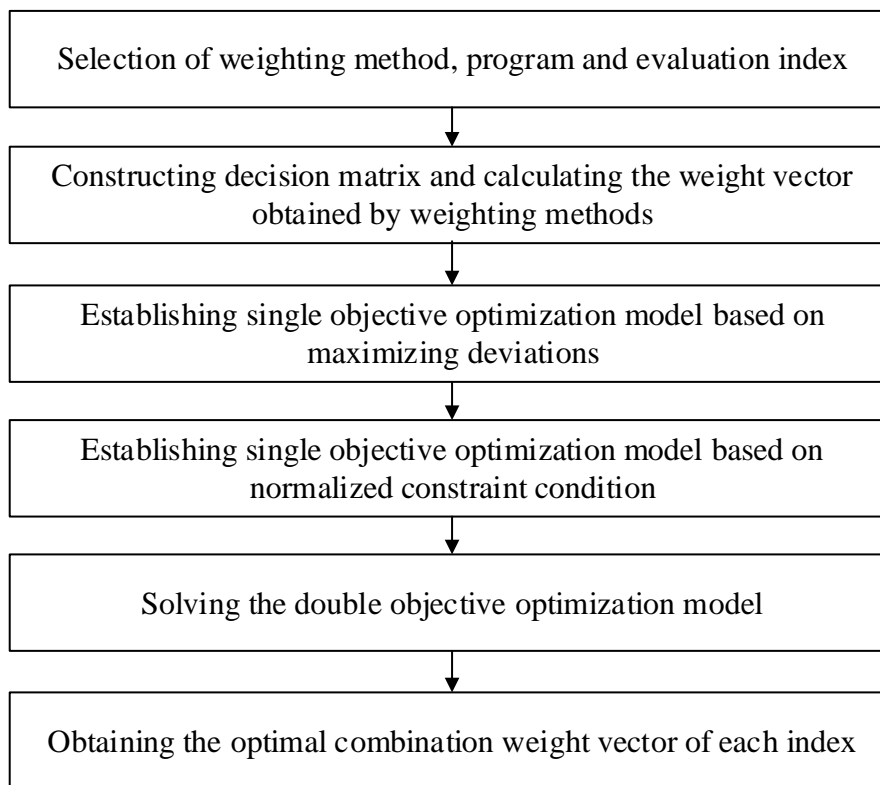 Selection of weighting method, program and evaluation index
Constructing decision matrix and calculating the weight vector
obtained by weighting methods
Establishing single objective optimization model based on
maximizing deviations
Establishing single objective optimization model based on
normalized constraint condition
Solving the double objective optimization model
Obtaining the optimal combination weight vector of each index